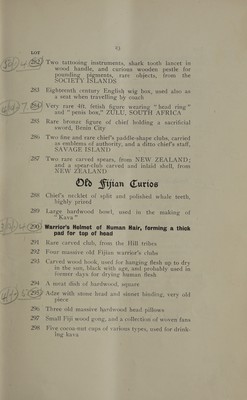 15
LOT
282 Two tattooing instruments, shark tooth lancet in
wood handle, and curious wooden pestle for
pounding pigments, rare objects, from the
SOCIETY ISLANDS
283 Eighteenth century English wig box, used also as
a seat when travelling by coach
284 Very rare 4ft. fetish figure wearing "head ring"
and "penis box," ZULU, SOUTH AFRICA
285 Rare bronze figure of chief holding a sacrificial
sword, Benin City
286 Two fine and rare chief's paddle-shape clubs, carried
as emblems of authority, and a ditto chief's staff,
SAVAGE ISLAND
287 Two rare carved spears, from NEW ZEALAND;
and a spear-club carved and inlaid shell, from
NEW ZEALAND
Old Fijian Curios
288 Chief's necklet of split and polished whale teeth,
highly prized
289 Large hardwood bowl, used in the making of
"Kava"
290 Warrior's Helmet of Human Hair, forming a thick
pad for top of head
291 Rare carved club, from the Hill tribes
292 Four massive old Fijian warrior's clubs
293 Carved wood hook, used for hanging flesh up to dry
in the sun, black with age, and probably used in
former days for drying human flesh
294 A meat dish of hardwood, square
295 Adze with stone head and sinnet binding, very old
piece
296 Three old massive hardwood head pillows
297 Small Fiji wood gong, and a collection of woven fans
298 Five cocoa-nut cups of various types, used for drink-
ing kava